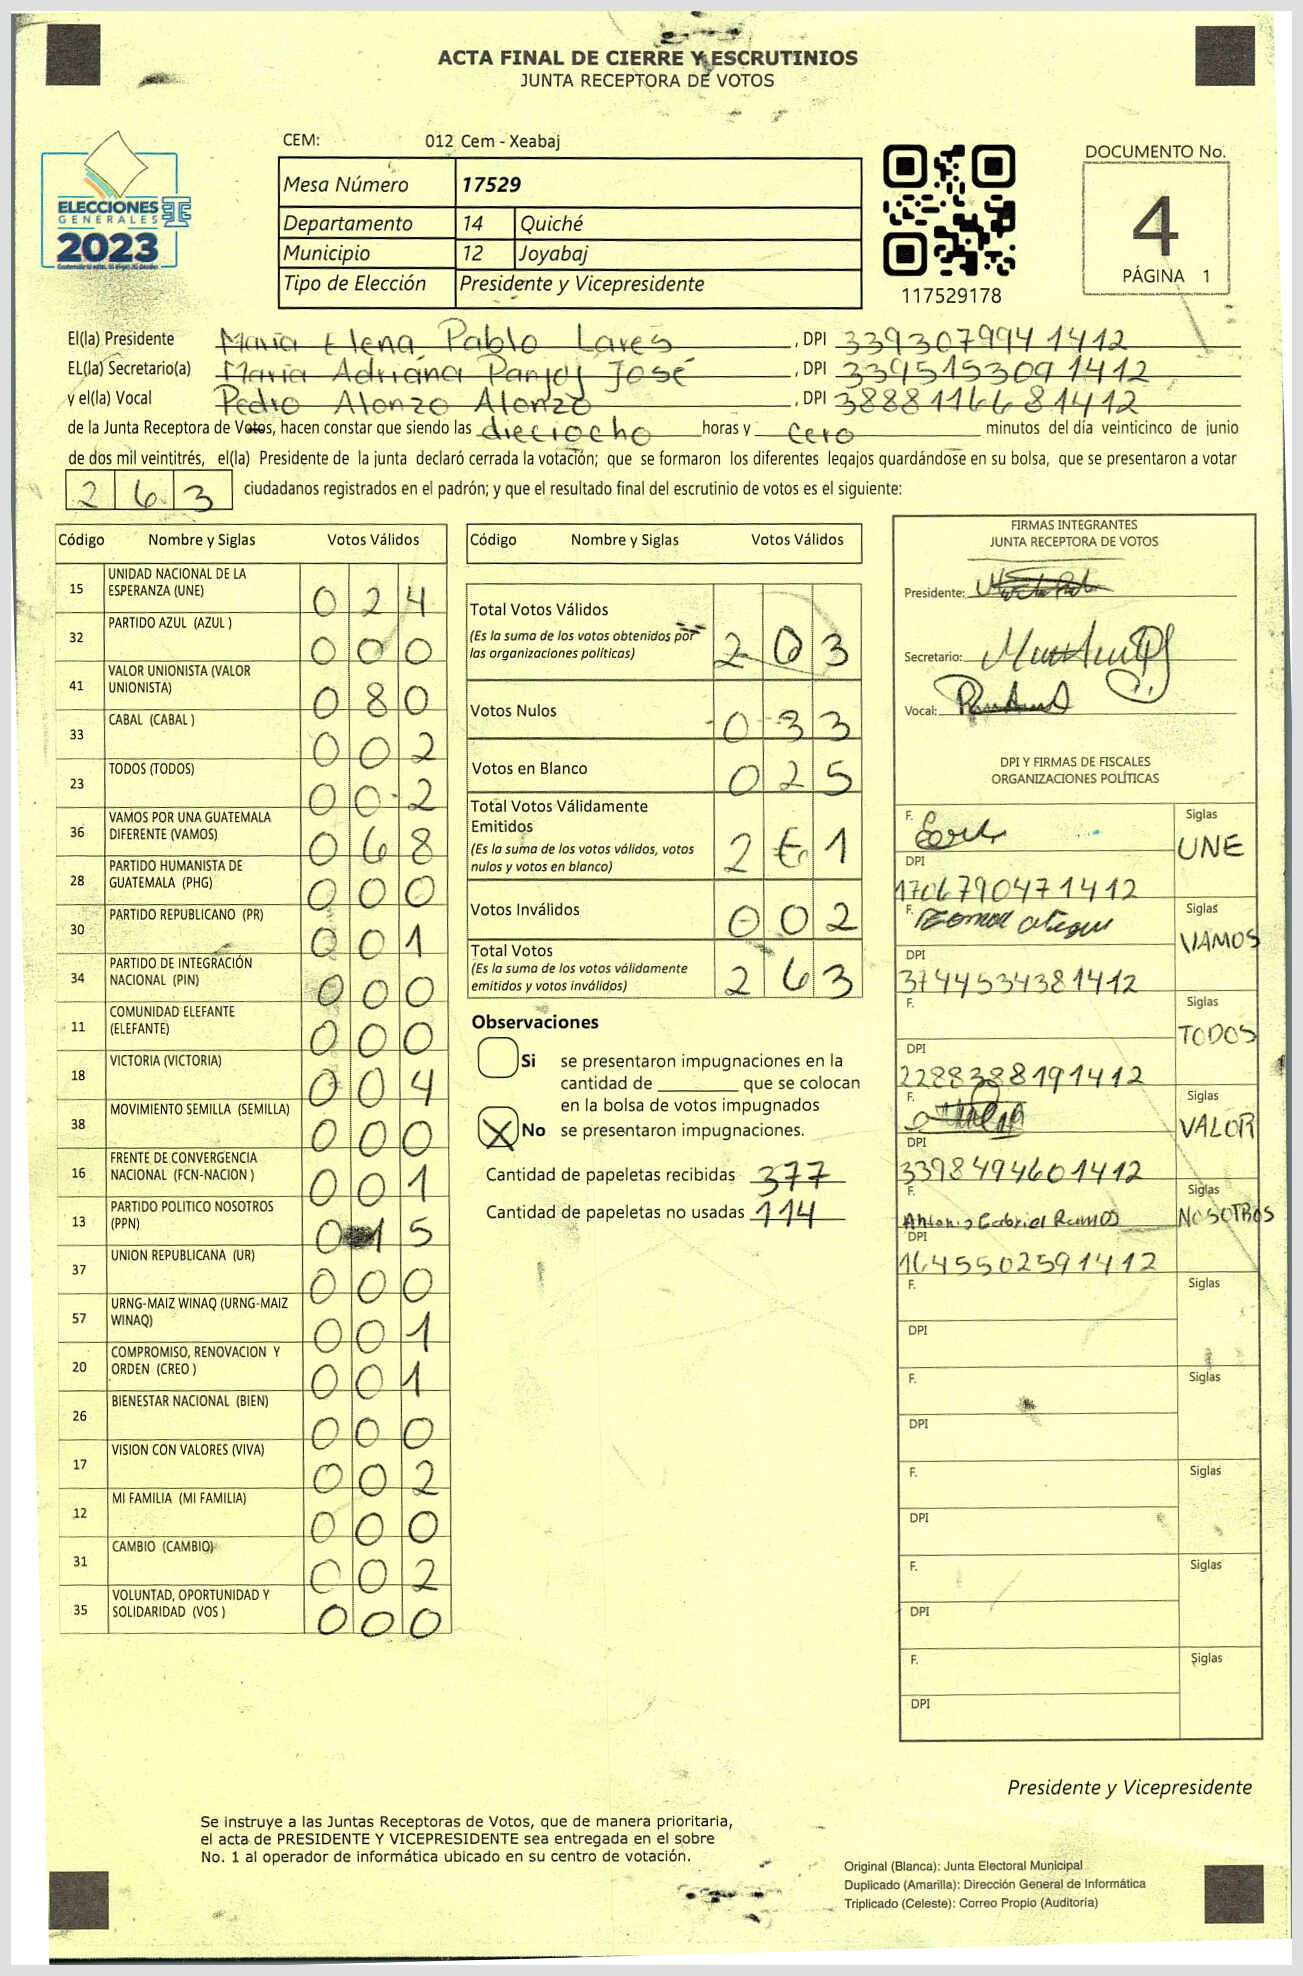 ACTA FINAL DE CIERRE Y ESCRUTINIOS
JUNTA RECEPTORA DE VOTOS
CEM: 012 Cem - Xeabaj
ELECCIONES
GENERALES
2023
Mesa Número 17529
Departamento 14 Quiché
Municipio 12 Joyabaj
Tipo de Elección Presidente y Vicepresidente
117529178
DOCUMENTO No.
4
PÁGINA 1
El(la) Presidente María Elena Pablo Lares, DPI 3393079941412
EL(la) Secretario(a) María Adriana Panjoj José, DPI 3395153091412
y el(la) Vocal Pedro Alonzo Alonzo, DPI 3888116681412
de la Junta Receptora de Votos, hacen constar que siendo las dieciocho horas y cero minutos del día veinticinco de junio
de dos mil veintitrés, el(la) Presidente de la junta declaró cerrada la votación; que se formaron los diferentes legajos guardándose en su bolsa, que se presentaron a votar
2 6 3 ciudadanos registrados en el padrón; y que el resultado final del escrutinio de votos es el siguiente:
Código Nombre y Siglas Votos Válidos
15 UNIDAD NACIONAL DE LA ESPERANZA (UNE) 0 2 4
32 PARTIDO AZUL (AZUL ) 0 0 0
41 VALOR UNIONISTA (VALOR UNIONISTA) 0 8 0
33 CABAL (CABAL ) 0 0 2
23 TODOS (TODOS) 0 0 2
36 VAMOS POR UNA GUATEMALA DIFERENTE (VAMOS) 0 6 8
28 PARTIDO HUMANISTA DE GUATEMALA (PHG) 0 0 0
30 PARTIDO REPUBLICANO (PR) 0 0 1
34 PARTIDO DE INTEGRACIÓN NACIONAL (PIN) 0 0 0
11 COMUNIDAD ELEFANTE (ELEFANTE) 0 0 0
18 VICTORIA (VICTORIA) 0 0 4
38 MOVIMIENTO SEMILLA (SEMILLA) 0 0 0
16 FRENTE DE CONVERGENCIA NACIONAL (FCN-NACION ) 0 0 1
13 PARTIDO POLITICO NOSOTROS (PPN) 0 1 5
37 UNION REPUBLICANA (UR) 0 0 0
57 URNG-MAIZ WINAQ (URNG-MAIZ WINAQ) 0 0 1
20 COMPROMISO, RENOVACION Y ORDEN (CREO ) 0 0 1
26 BIENESTAR NACIONAL (BIEN) 0 0 0
17 VISION CON VALORES (VIVA) 0 0 2
12 MI FAMILIA (MI FAMILIA) 0 0 0
31 CAMBIO (CAMBIO) 0 0 2
35 VOLUNTAD, OPORTUNIDAD Y SOLIDARIDAD (VOS ) 0 0 0
Código Nombre y Siglas Votos Válidos
Total Votos Válidos 2 0 3
(Es la suma de los votos obtenidos por
las organizaciones políticas)
Votos Nulos 0 3 3
Votos en Blanco 0 2 5
Total Votos Válidamente
Emitidos 2 6 1
(Es la suma de los votos válidos, votos
nulos y votos en blanco)
Votos Inválidos 0 0 2
Total Votos 2 6 3
(Es la suma de los votos válidamente
emitidos y votos inválidos)
Observaciones
Si se presentaron impugnaciones en la
cantidad de ________ que se colocan
en la bolsa de votos impugnados
X No se presentaron impugnaciones.
Cantidad de papeletas recibidas 377
Cantidad de papeletas no usadas 114
FIRMAS INTEGRANTES
JUNTA RECEPTORA DE VOTOS
Presidente:
Secretario:
Vocal:
DPI Y FIRMAS DE FISCALES
ORGANIZACIONES POLÍTICAS
F. Siglas
UNE
DPI
1706790471412
F. Siglas
VAMOS
DPI
3744534381412
F. Siglas
TODOS
DPI
2288388191412
F. Siglas
VALOR
DPI
3398494601412
F. Siglas
Antonio Gabriel Ramos NOSOTROS
DPI
1645502591412
F. Siglas
DPI
F. Siglas
DPI
F. Siglas
DPI
F. Siglas
DPI
F. Siglas
DPI
Presidente y Vicepresidente
Se instruye a las Juntas Receptoras de Votos, que de manera prioritaria,
el acta de PRESIDENTE Y VICEPRESIDENTE sea entregada en el sobre
No. 1 al operador de informática ubicado en su centro de votación.
Original (Blanca): Junta Electoral Municipal
Duplicado (Amarilla): Dirección General de Informática
Triplicado (Celeste): Correo Propio (Auditoría)